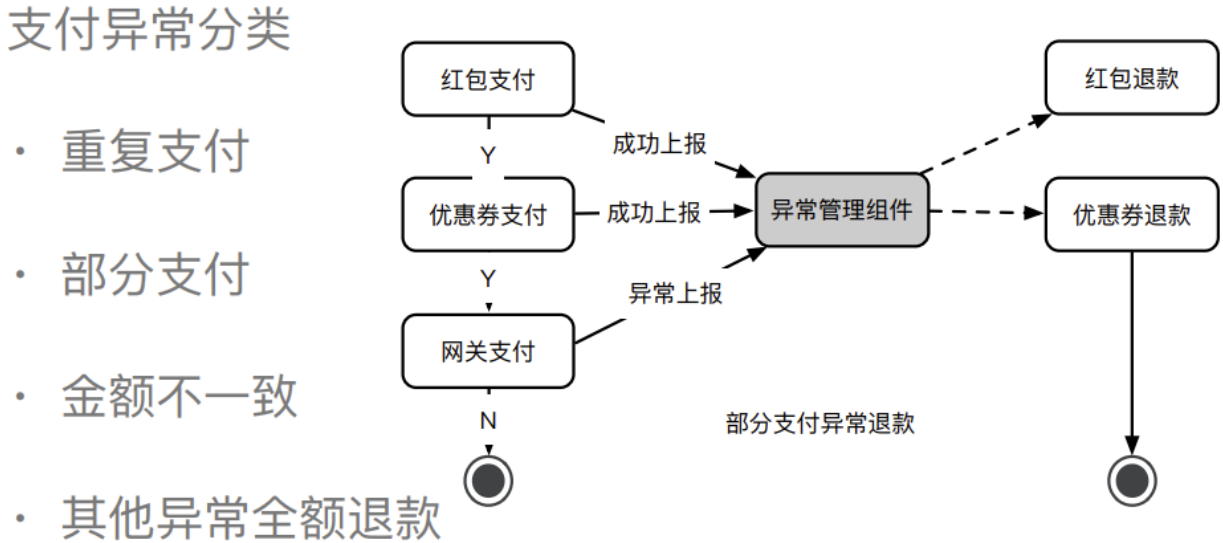 支付异常分类
· 重复支付
· 部分支付
· 金额不一致
· 其他异常全额退款
红包支付
Y
优惠券支付
Y
网关支付
N
成功上报
成功上报
异常上报
异常管理组件
红包退款
优惠券退款
部分支付异常退款